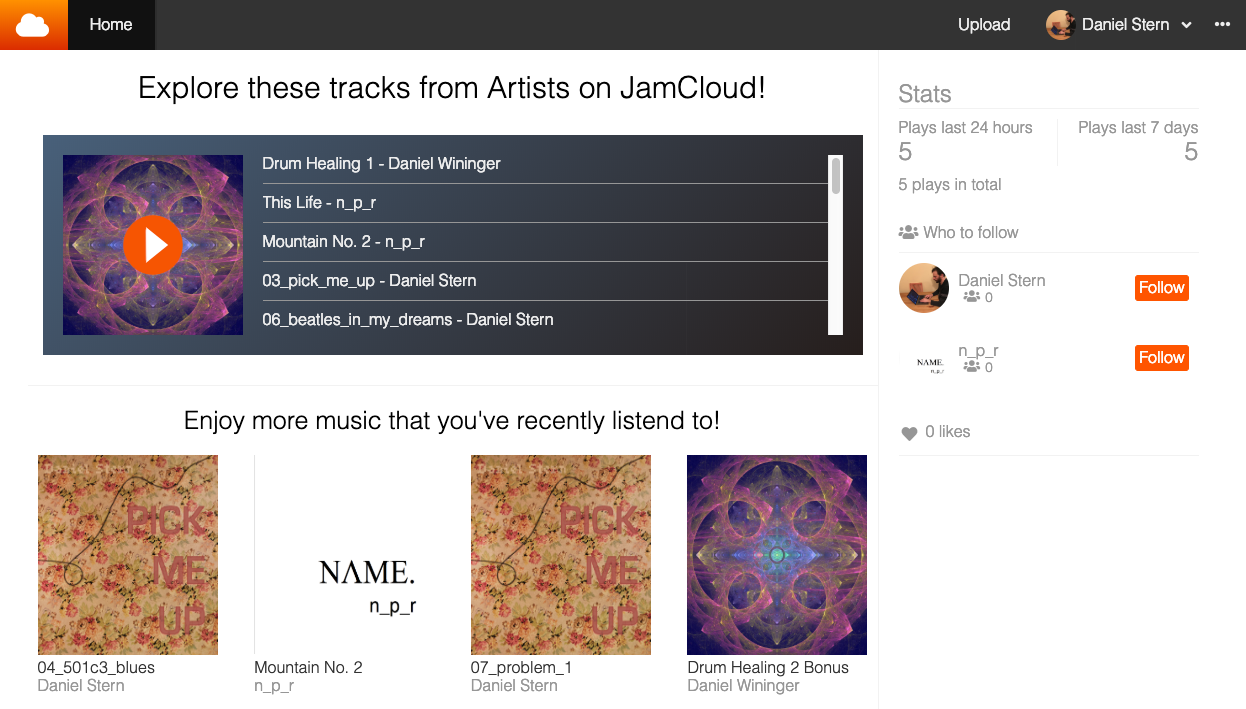 Home
Upload
Daniel Stern
Explore these tracks from Artists on JamCloud!
Drum Healing 1 - Daniel Wininger
This Life - n_p_r
Mountain No. 2 - n_p_r
03_pick_me_up - Daniel Stern
06_beatles_in_my_dreams - Daniel Stern
Enjoy more music that you've recently listend to!
Daniel Stern
PICK
ME
UP
04_501c3_blues
Daniel Stern
NAME.
n_p_r
Mountain No. 2
n_p_r
Daniel Stern
PICK
ME
UP
07_problem_1
Daniel Stern
Drum Healing 2 Bonus
Daniel Wininger
Stats
Plays last 24 hours
5
Plays last 7 days
5
5 plays in total
Who to follow
Daniel Stern
0
Follow
NAME.
n_p_r
n_p_r
0
Follow
0 likes